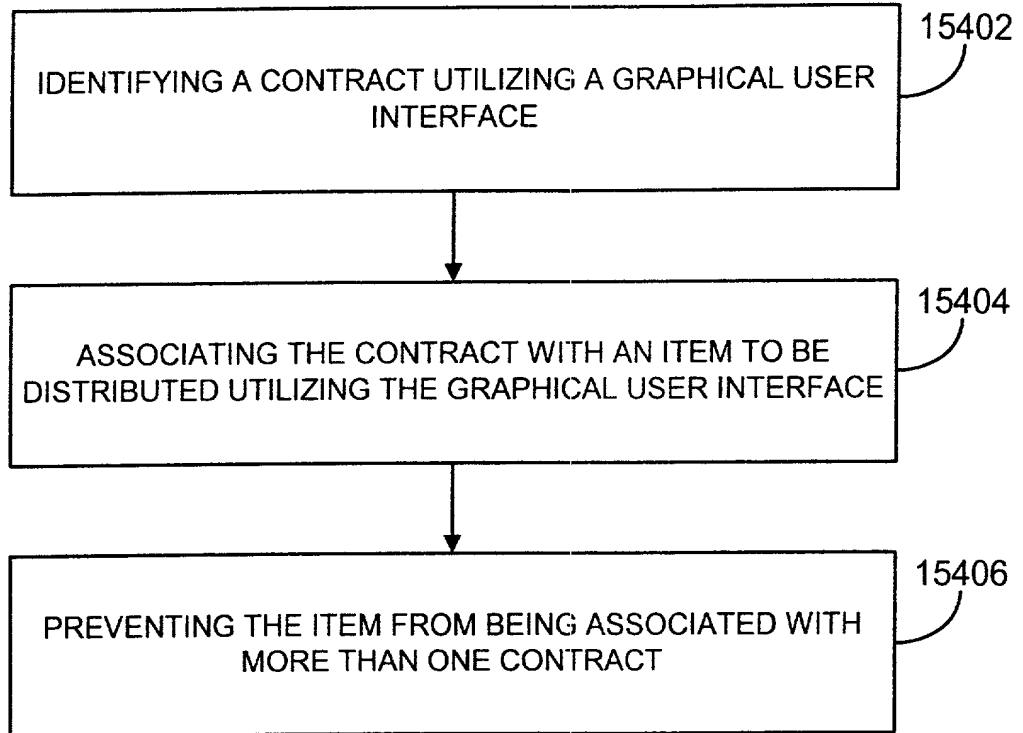 15402
IDENTIFYING A CONTRACT UTILIZING A GRAPHICAL USER
INTERFACE
15404
ASSOCIATING THE CONTRACT WITH AN ITEM TO BE
DISTRIBUTED UTILIZING THE GRAPHICAL USER INTERFACE
15406
PREVENTING THE ITEM FROM BEING ASSOCIATED WITH
MORE THAN ONE CONTRACT